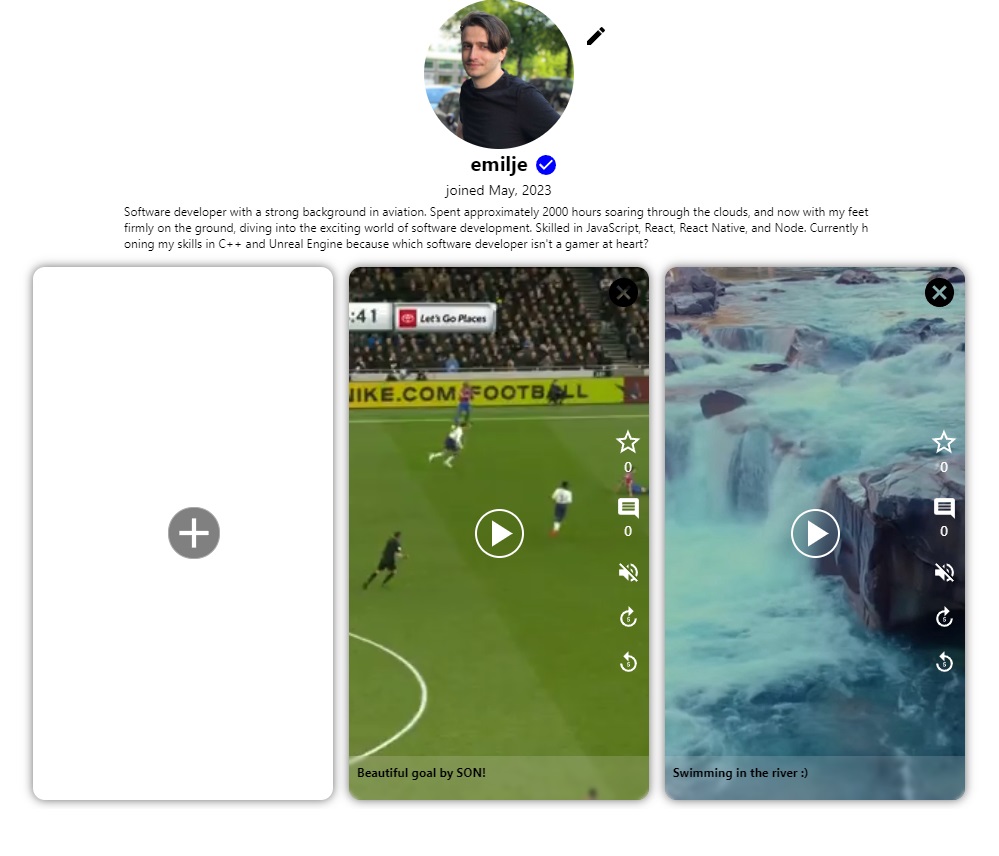 emilje
joined May, 2023
Software developer with a strong background in aviation. Spent approximately 2000 hours soaring through the clouds, and now with my feet
firmly on the ground, diving into the exciting world of software development. Skilled in JavaScript, React, React Native, and Node. Currently h
oning my skills in C++ and Unreal Engine because which software developer isn't a gamer at heart?
:41 Let's Go Places
NIKE.COM/FOOTBALL
0
0
5
5
Beautiful goal by SON!
0
0
5
5
Swimming in the river :)